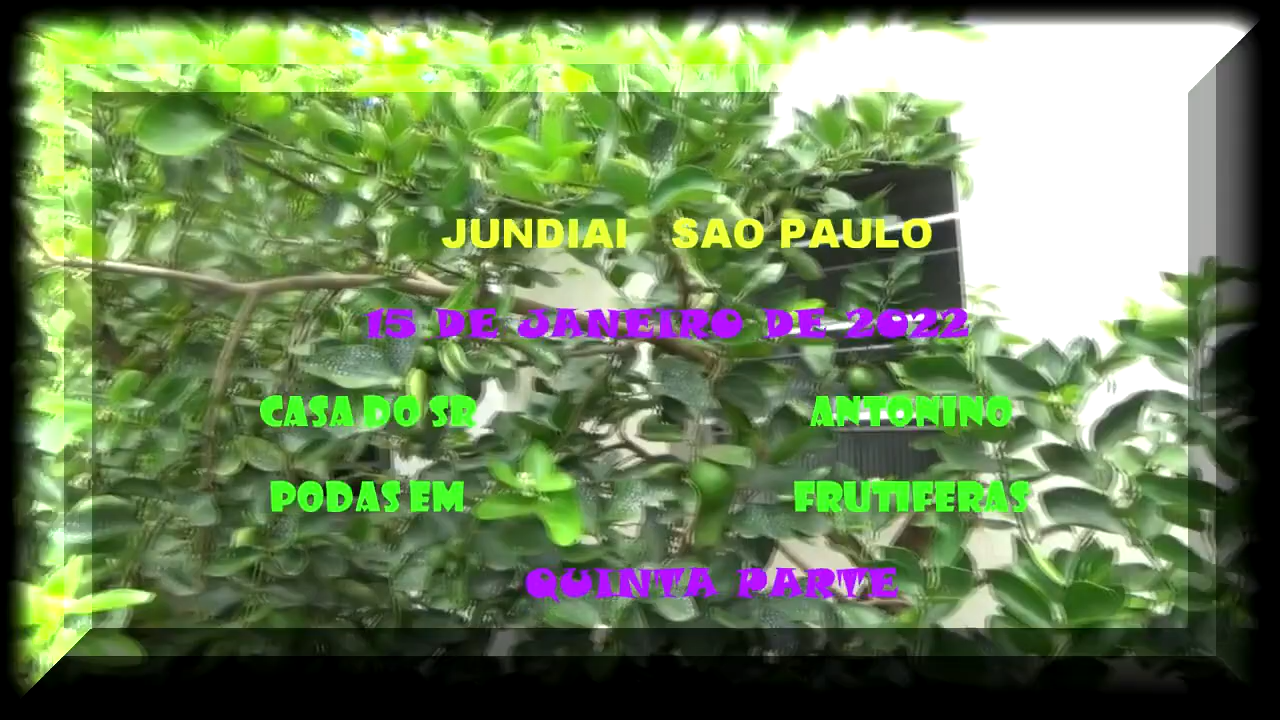 JUNDIAI SAO PAULO
15 DE JANEIRO DE 2022
CASA DO SR ANTONINO
PODAS EM FRUTIFERAS
QUINTA PARTE